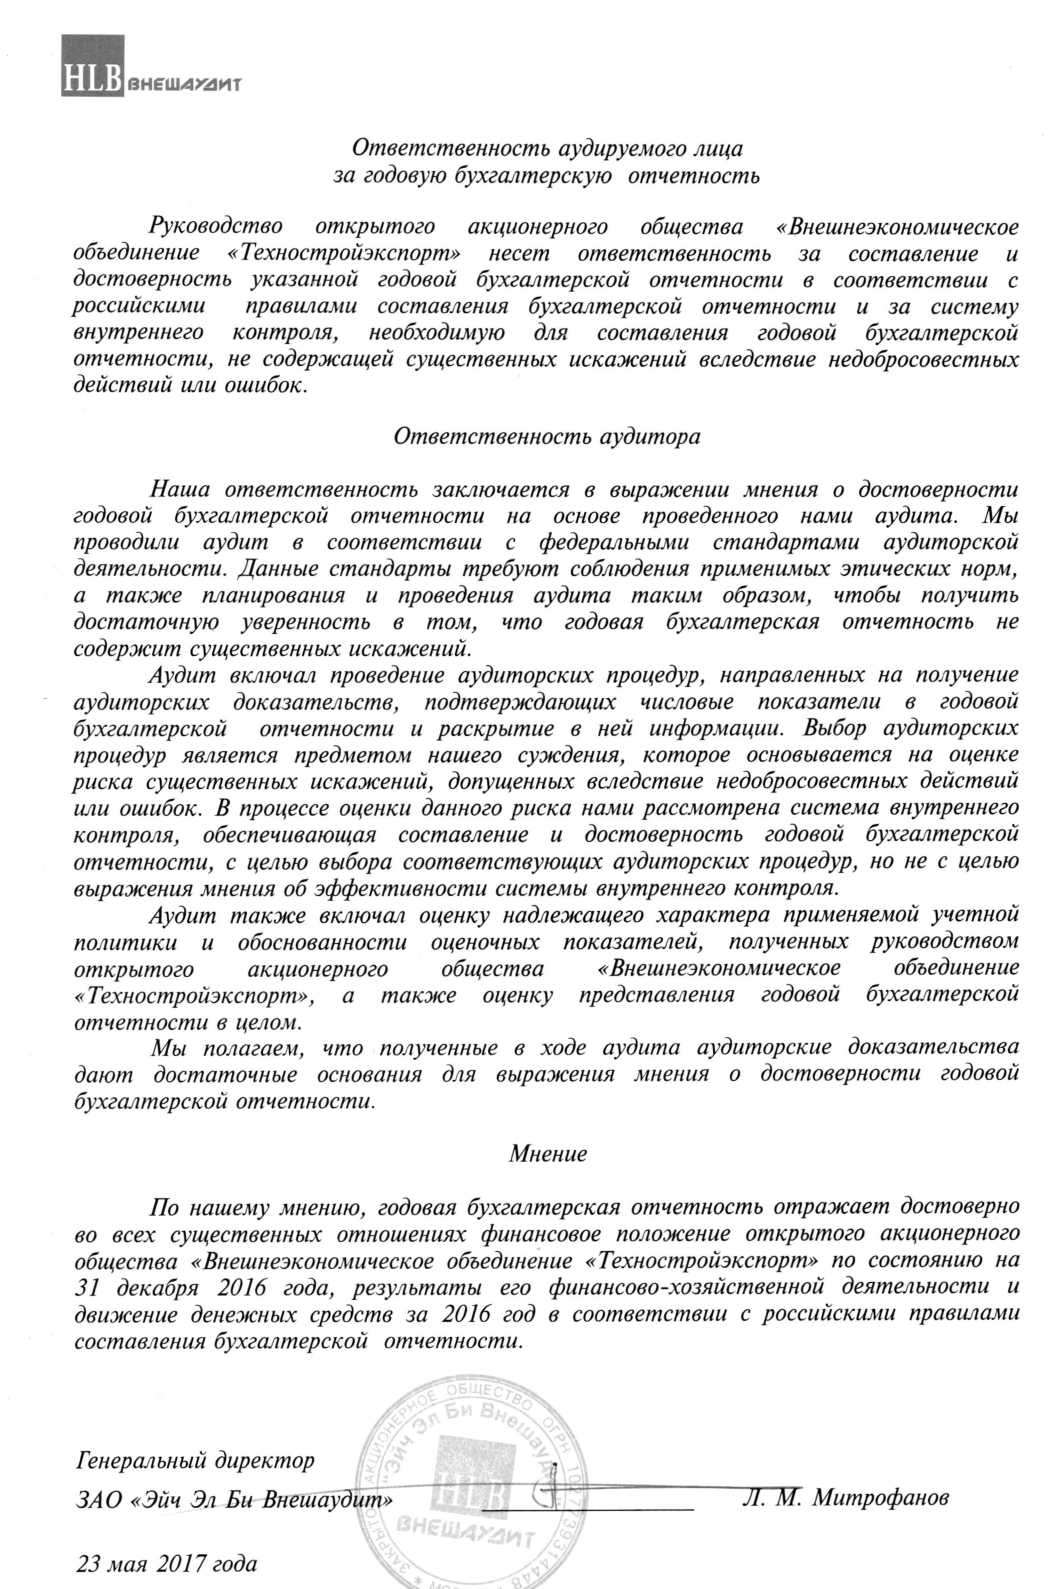 HLB ВНЕШАУДИТ
Ответственность аудируемого лица
за годовую бухгалтерскую отчетность
Руководство открытого акционерного общества «Внешнеэкономическое
объединение «Техностройэкспорт» несет ответственность за составление и
достоверность указанной годовой бухгалтерской отчетности в соответствии с
российскими правилами составления бухгалтерской отчетности и за систему
внутреннего контроля, необходимую для составления годовой бухгалтерской
отчетности, не содержащей существенных искажений вследствие недобросовестных
действий или ошибок.
Ответственность аудитора
Наша ответственность заключается в выражении мнения о достоверности
годовой бухгалтерской отчетности на основе проведенного нами аудита. Мы
проводили аудит в соответствии с федеральными стандартами аудиторской
деятельности. Данные стандарты требуют соблюдения применимых этических норм,
а также планирования и проведения аудита таким образом, чтобы получить
достаточную уверенность в том, что годовая бухгалтерская отчетность не
содержит существенных искажений.
Аудит включал проведение аудиторских процедур, направленных на получение
аудиторских доказательств, подтверждающих числовые показатели в годовой
бухгалтерской отчетности и раскрытие в ней информации. Выбор аудиторских
процедур является предметом нашего суждения, которое основывается на оценке
риска существенных искажений, допущенных вследствие недобросовестных действий
или ошибок. В процессе оценки данного риска нами рассмотрена система внутреннего
контроля, обеспечивающая составление и достоверность годовой бухгалтерской
отчетности, с целью выбора соответствующих аудиторских процедур, но не с целью
выражения мнения об эффективности системы внутреннего контроля.
Аудит также включал оценку надлежащего характера применяемой учетной
политики и обоснованности оценочных показателей, полученных руководством
открытого акционерного общества «Внешнеэкономическое объединение
«Техностройэкспорт», а также оценку представления годовой бухгалтерской
отчетности в целом.
Мы полагаем, что полученные в ходе аудита аудиторские доказательства
дают достаточные основания для выражения мнения о достоверности годовой
бухгалтерской отчетности.
Мнение
По нашему мнению, годовая бухгалтерская отчетность отражает достоверно
во всех существенных отношениях финансовое положение открытого акционерного
общества «Внешнеэкономическое объединение «Техностройэкспорт» по состоянию на
31 декабря 2016 года, результаты его финансово-хозяйственной деятельности и
движение денежных средств за 2016 год в соответствии с российскими правилами
составления бухгалтерской отчетности.
Генеральный директор
ЗАО «Эйч Эл Би Внешаудит» Л. М. Митрофанов
23 мая 2017 года
АКЦИОНЕРНОЕ ОБЩЕСТВО ОГРН
"Эйч Эл Би Внешаудит"
HLB
ВНЕШАУДИТ